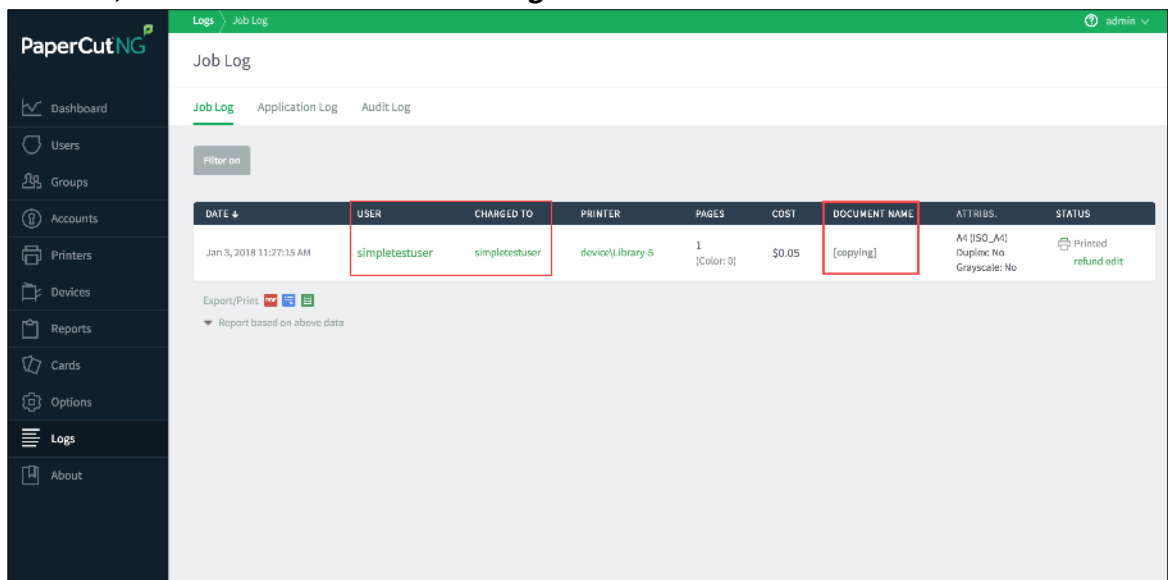 Logs > Job Log
admin
PaperCut NG
Job Log
Job Log Application Log Audit Log
Filter on
Dashboard
Users
Groups
Accounts
Printers
Devices
Reports
Cards
Options
Logs
About
DATE USER CHARGED TO PRINTER PAGES COST DOCUMENT NAME ATTRIBS. STATUS
Jan 3, 2018 11:27:15 AM simpletestuser simpletestuser device\Library-5 1 (Color: 0) $0.05 [copying] A4 (ISO_A4) Printed
Duplex: No refund edit
Grayscale: No
Export/Print
Report based on above data